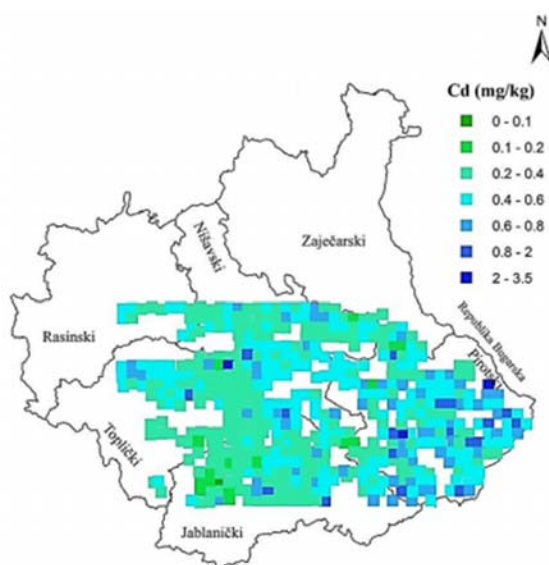 N
Cd (mg/kg)
0 - 0.1
0.1 - 0.2
0.2 - 0.4
0.4 - 0.6
0.6 - 0.8
0.8 - 2
2 - 3.5
Zaječarski
Nišavski
Rasinski
Republika Bugarska
Pirotski
Toplički
Jablanički